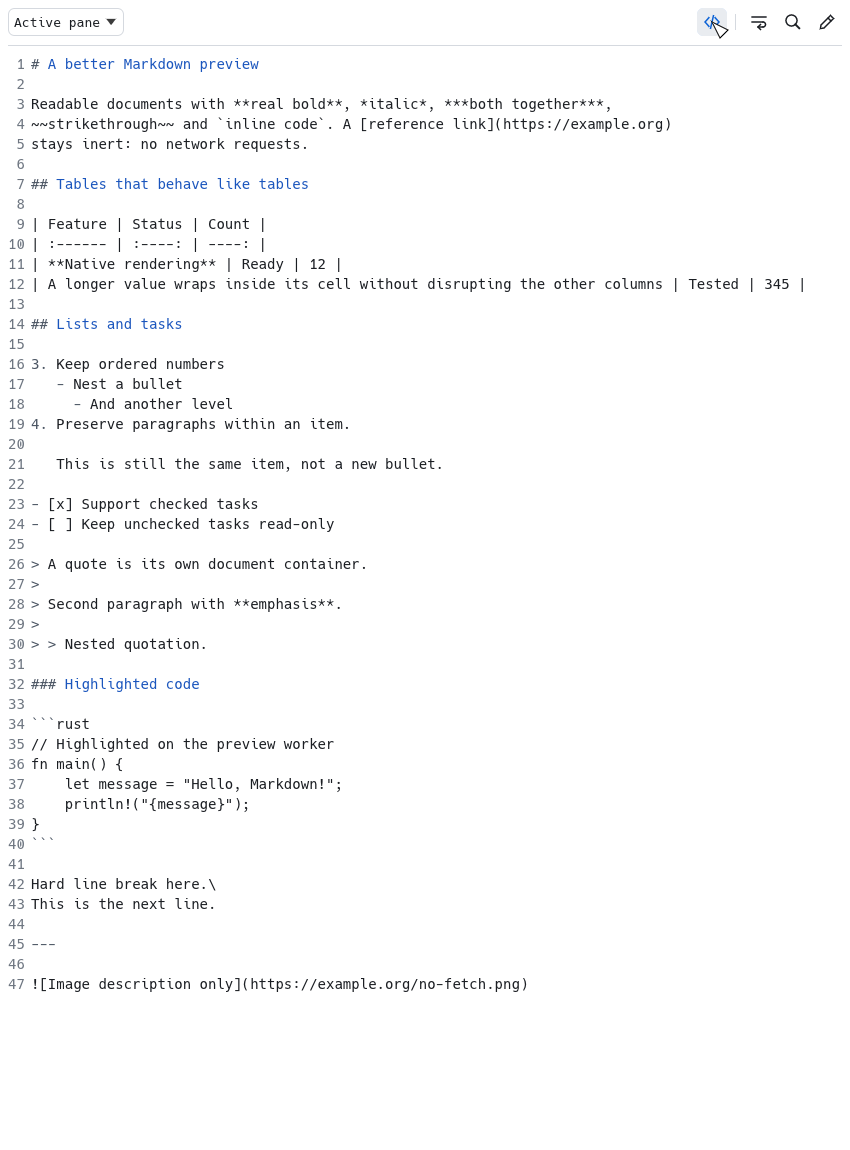 Active pane
1 # A better Markdown preview
2
3 Readable documents with **real bold**, *italic*, ***both together***,
4 ~~strikethrough~~ and `inline code`. A [reference link](https://example.org)
5 stays inert: no network requests.
6
7 ## Tables that behave like tables
8
9 | Feature | Status | Count |
10 | :------ | :----: | ----: |
11 | **Native rendering** | Ready | 12 |
12 | A longer value wraps inside its cell without disrupting the other columns | Tested | 345 |
13
14 ## Lists and tasks
15
16 3. Keep ordered numbers
17    - Nest a bullet
18      - And another level
19 4. Preserve paragraphs within an item.
20
21    This is still the same item, not a new bullet.
22
23 - [x] Support checked tasks
24 - [ ] Keep unchecked tasks read-only
25
26 > A quote is its own document container.
27 >
28 > Second paragraph with **emphasis**.
29 >
30 > > Nested quotation.
31
32 ### Highlighted code
33
34 ```rust
35 // Highlighted on the preview worker
36 fn main() {
37     let message = "Hello, Markdown!";
38     println!("{message}");
39 }
40 ```
41
42 Hard line break here.\
43 This is the next line.
44
45 ---
46
47 ![Image description only](https://example.org/no-fetch.png)